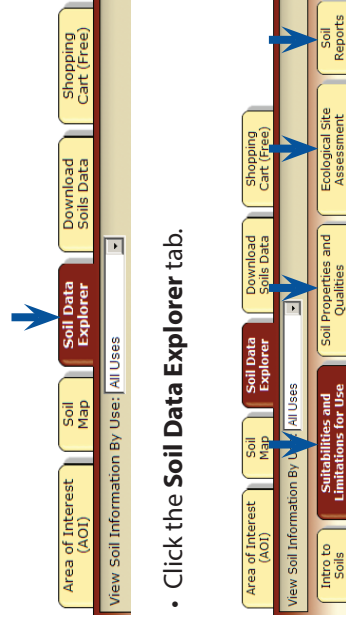 Area of Interest
(AOI)
Soil
Map
Soil Data
Explorer
Download
Soils Data
Shopping
Cart (Free)
View Soil Information By Use: All Uses
• Click the Soil Data Explorer tab.
Area of Interest
(AOI)
Soil
Map
Soil Data
Explorer
Download
Soils Data
Shopping
Cart (Free)
View Soil Information By U All Uses
Intro to
Soils
Suitabilities and
Limitations for Use
Soil Properties and
Qualities
Ecological Site
Assessment
Soil
Reports